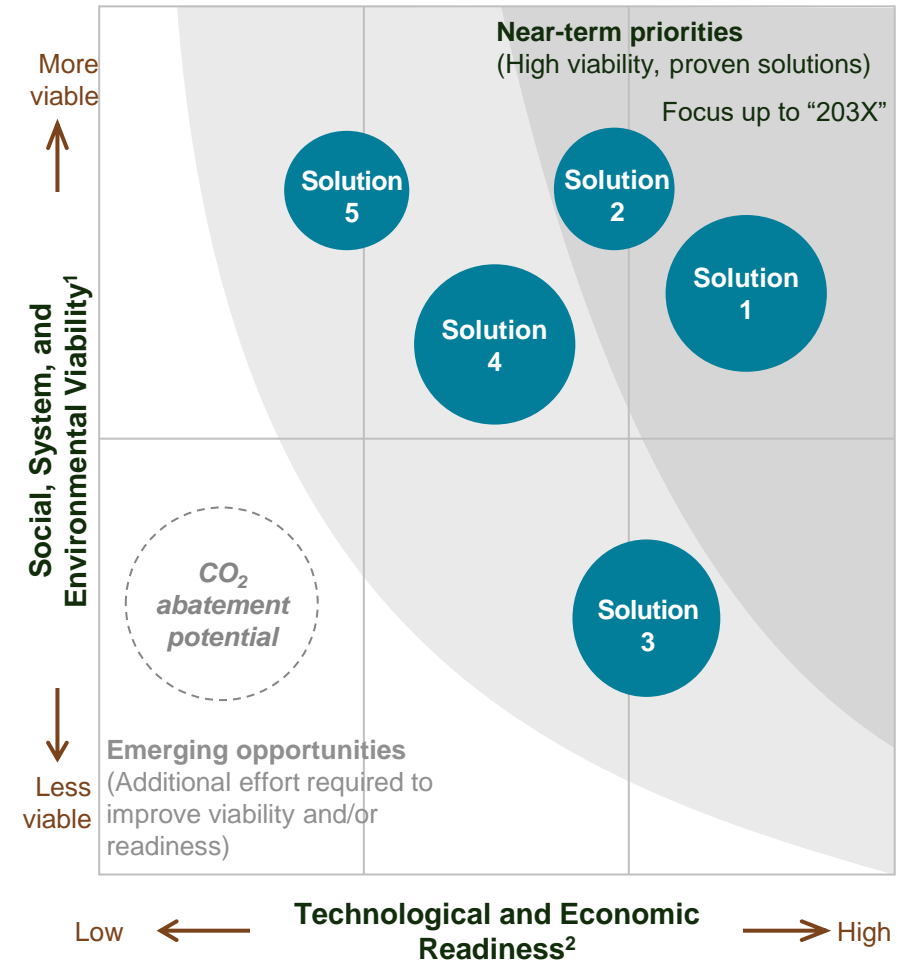 Near-term priorities
(High viability, proven solutions)
Focus up to “203X”
More
viable
Solution
5
Solution
2
Solution
1
Solution
4
Social, System, and
Environmental Viability¹
CO₂
abatement
potential
Solution
3
Emerging opportunities
(Additional effort required to
improve viability and/or
readiness)
Less
viable
Low
Technological and Economic
Readiness²
High